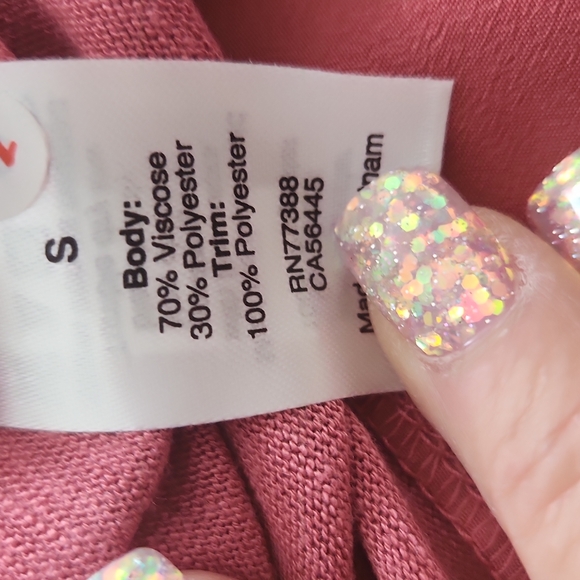 S
Body:
70% Viscose
30% Polyester
Trim:
100% Polyester
RN77388
CA56445